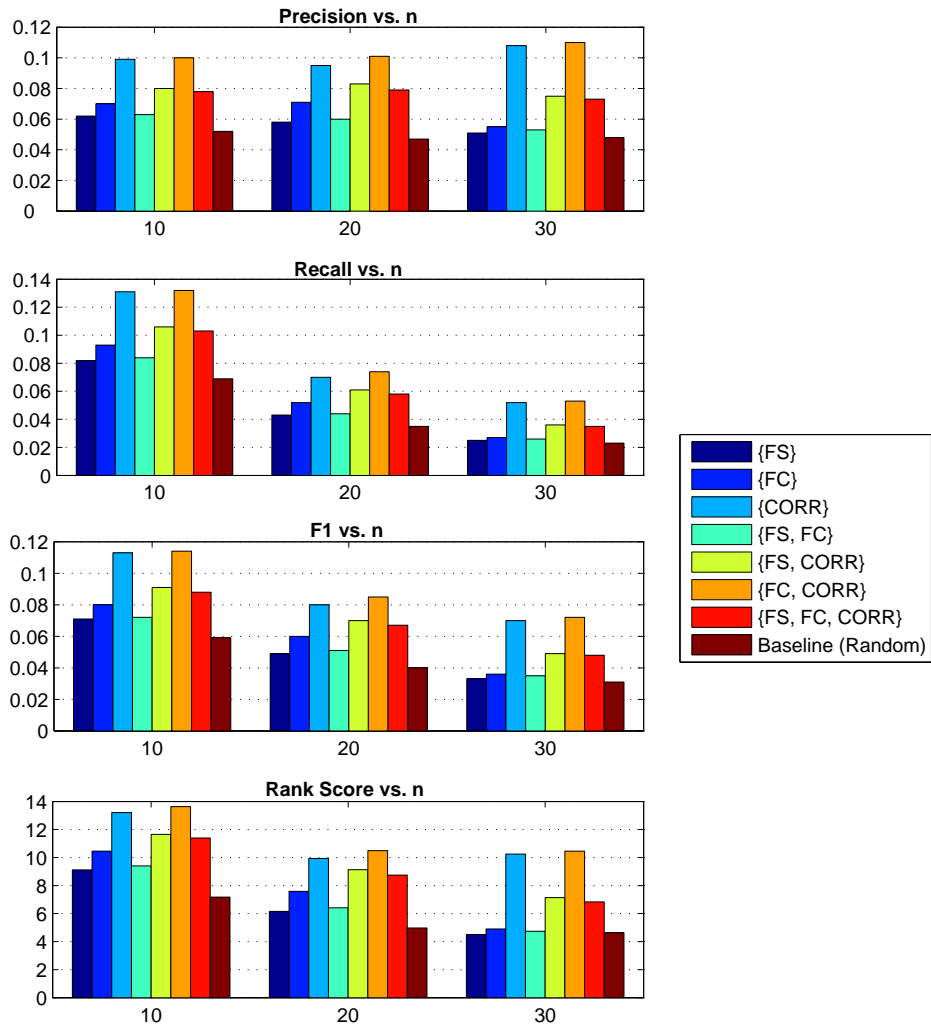 Precision vs. n
0.12
0.1
0.08
0.06
0.04
0.02
0
10 20 30
Recall vs. n
0.14
0.12
0.1
0.08
0.06
0.04
0.02
0
10 20 30
F1 vs. n
0.12
0.1
0.08
0.06
0.04
0.02
0
10 20 30
Rank Score vs. n
14
12
10
8
6
4
2
0
10 20 30
{FS}
{FC}
{CORR}
{FS, FC}
{FS, CORR}
{FC, CORR}
{FS, FC, CORR}
Baseline (Random)